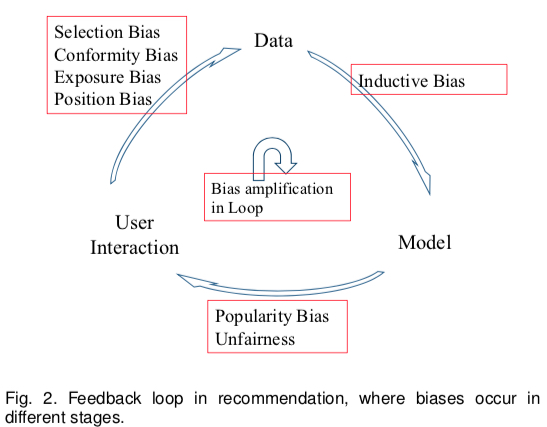 Selection Bias
Conformity Bias
Exposure Bias
Position Bias
Data
Inductive Bias
Bias amplification
in Loop
User
Interaction
Model
Popularity Bias
Unfairness
Fig. 2. Feedback loop in recommendation, where biases occur in
different stages.